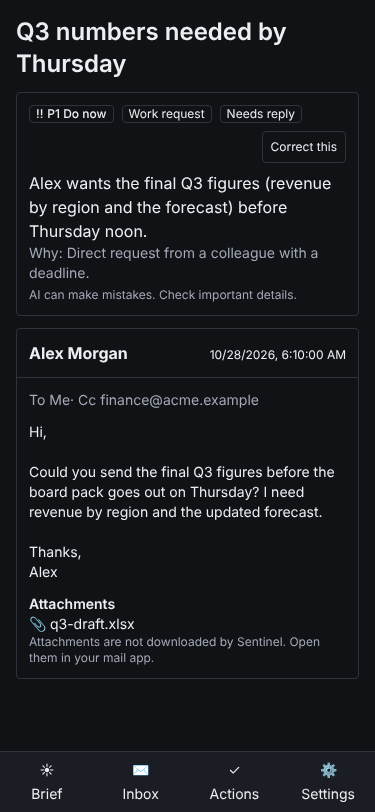 Q3 numbers needed by
Thursday
!! P1 Do now
Work request
Needs reply
Correct this
Alex wants the final Q3 figures (revenue
by region and the forecast) before
Thursday noon.
Why: Direct request from a colleague with a
deadline.
AI can make mistakes. Check important details.
Alex Morgan
10/28/2026, 6:10:00 AM
To Me· Cc finance@acme.example
Hi,
Could you send the final Q3 figures before the
board pack goes out on Thursday? I need
revenue by region and the updated forecast.
Thanks,
Alex
Attachments
📎 q3-draft.xlsx
Attachments are not downloaded by Sentinel. Open
them in your mail app.
Brief
Inbox
Actions
Settings